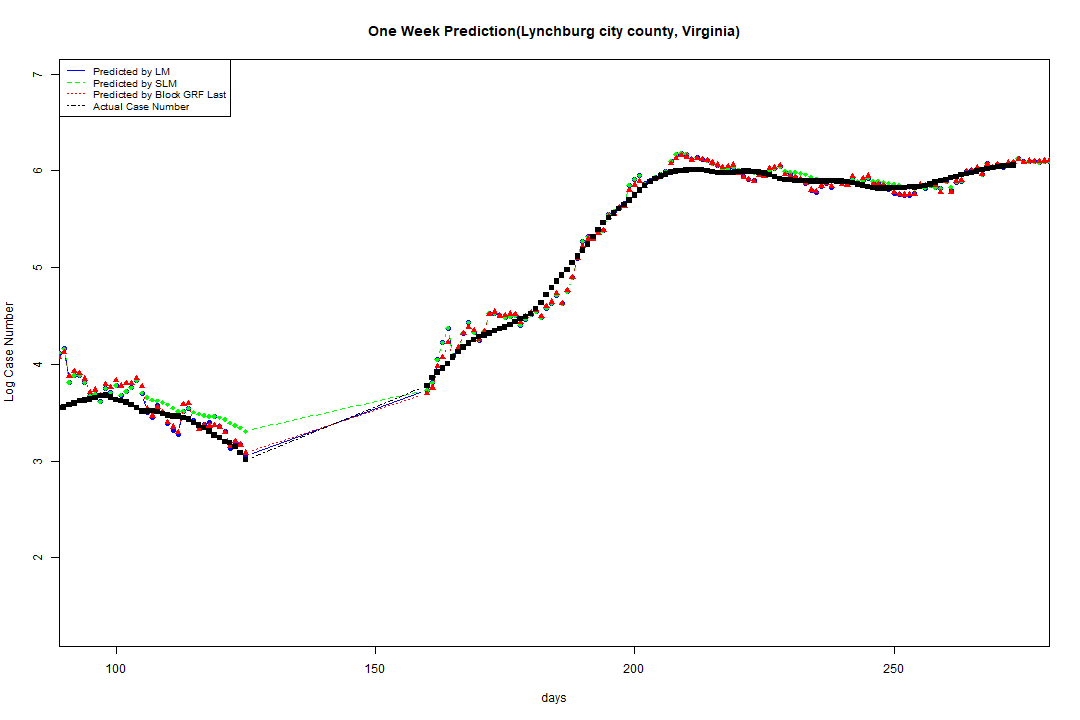 One Week Prediction(Lynchburg city county, Virginia)
7
Predicted by LM
Predicted by SLM
Predicted by Block GRF Last
Actual Case Number
6
5
4
3
2
Log Case Number
100
150
200
250
days